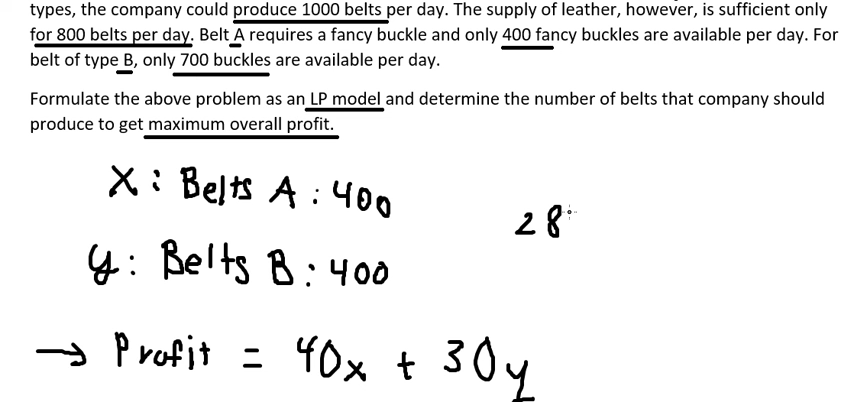 types, the company could produce 1000 belts per day. The supply of leather, however, is sufficient only
for 800 belts per day. Belt A requires a fancy buckle and only 400 fancy buckles are available per day. For
belt of type B, only 700 buckles are available per day.
Formulate the above problem as an LP model and determine the number of belts that company should
produce to get maximum overall profit.
X : Belts A : 400
28
y : Belts B : 400
→ Profit = 40x + 30y